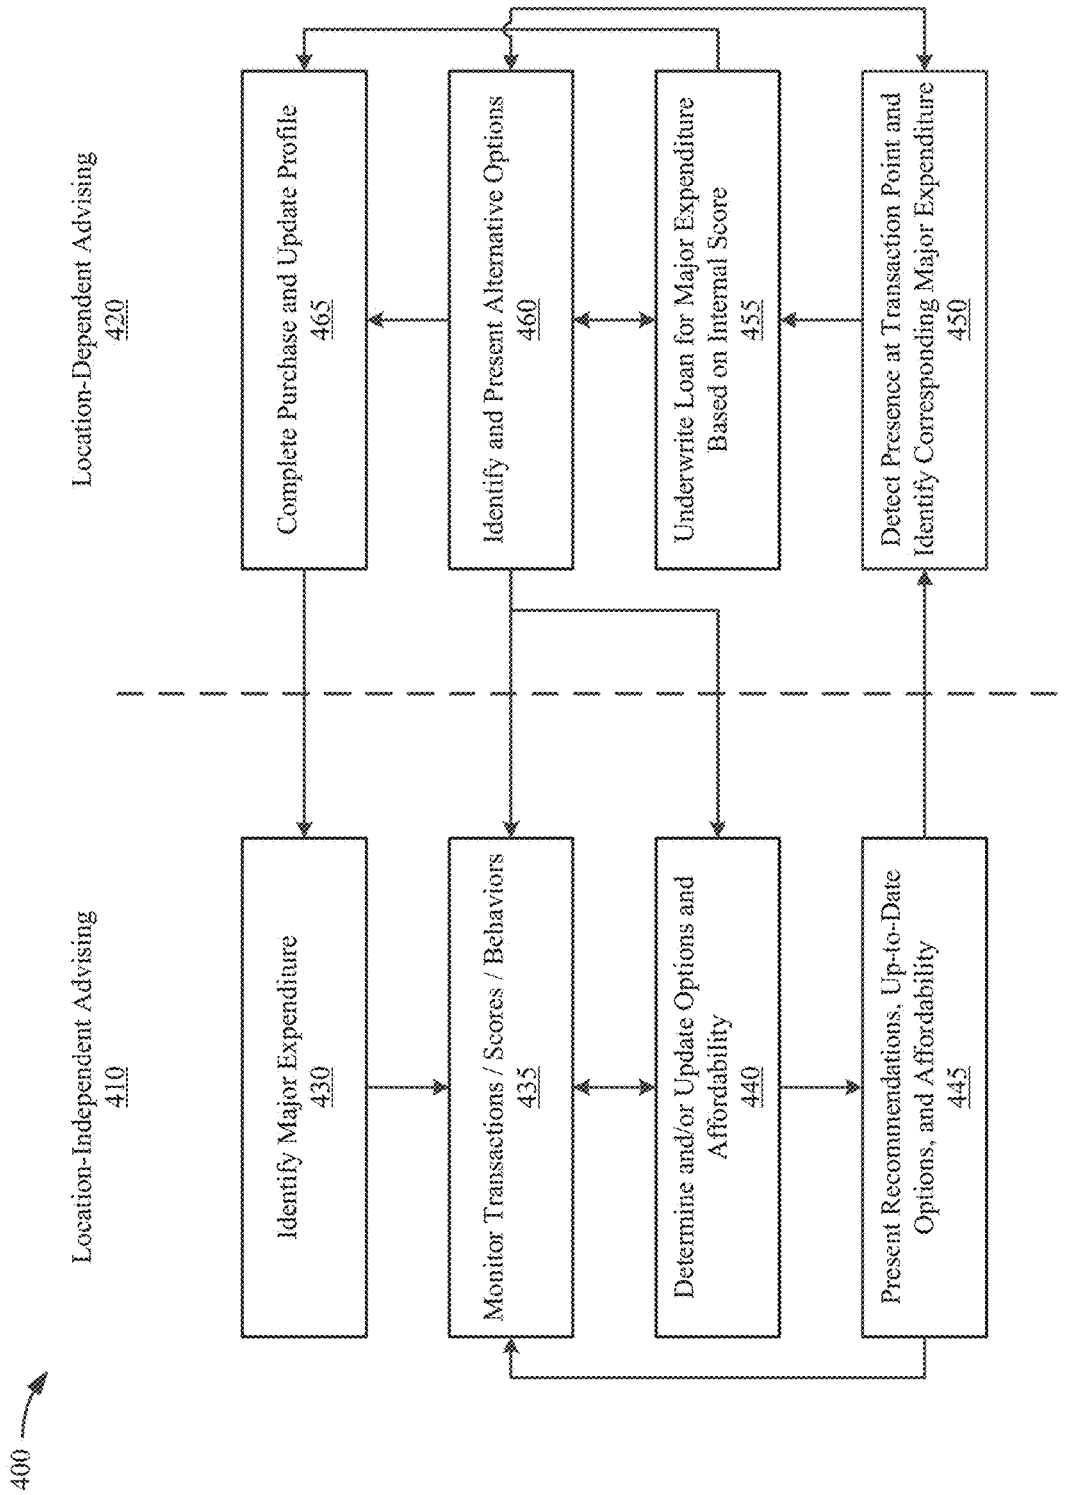 400
Location-Independent Advising
410
Identify Major Expenditure
430
Monitor Transactions / Scores / Behaviors
435
Determine and/or Update Options and
Affordability
440
Present Recommendations, Up-to-Date
Options, and Affordability
445
Location-Dependent Advising
420
Complete Purchase and Update Profile
465
Identify and Present Alternative Options
460
Underwrite Loan for Major Expenditure
Based on Internal Score
455
Detect Presence at Transaction Point and
Identify Corresponding Major Expenditure
450